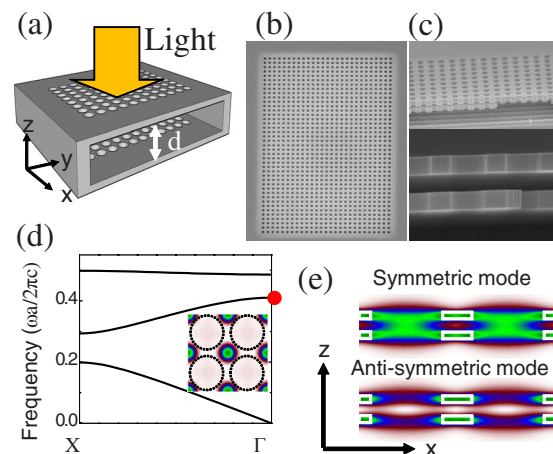 (a)
Light
d
z
y
x
(b)
(c)
(d)
Frequency (ωa/2πc)
0.4
0.2
0.0
X
Γ
(e)
Symmetric mode
Anti-symmetric mode
z
x